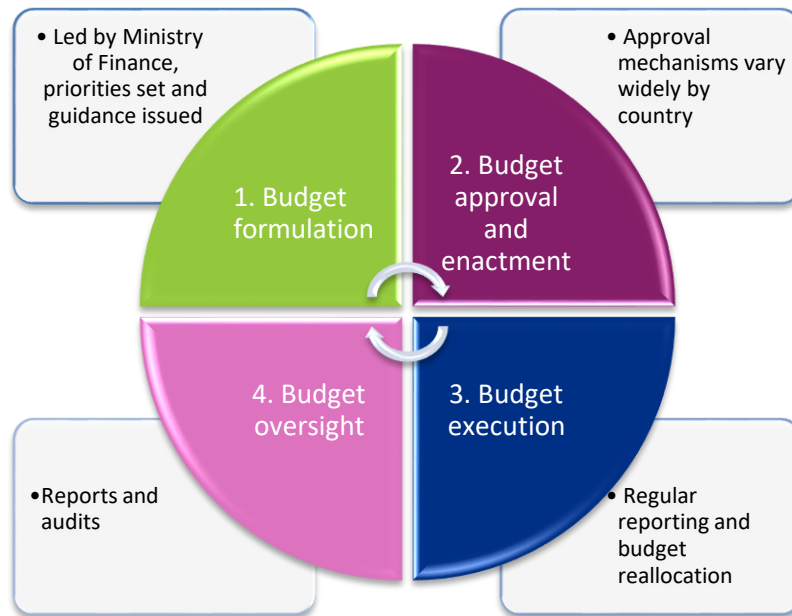 • Led by Ministry
of Finance,
priorities set and
guidance issued
• Approval
mechanisms vary
widely by
country
1. Budget
formulation
2. Budget
approval
and
enactment
4. Budget
oversight
3. Budget
execution
•Reports and
audits
• Regular
reporting and
budget
reallocation